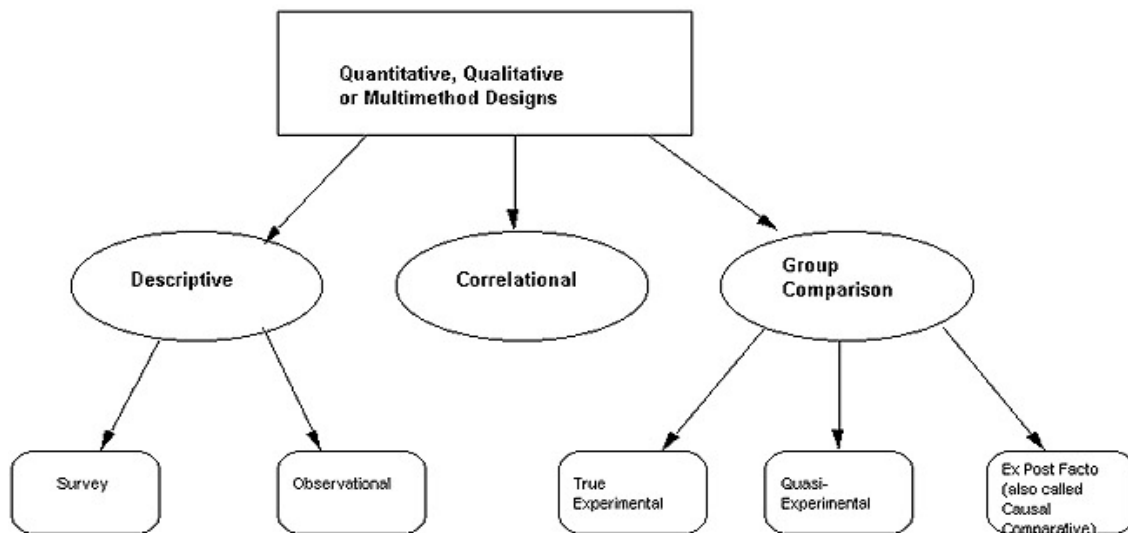 Quantitative, Qualitative
or Multimethod Designs
Descriptive
Correlational
Group
Comparison
Survey
Observational
True
Experimental
Quasi-
Experimental
Ex Post Facto
(also called
Causal
Comparative)